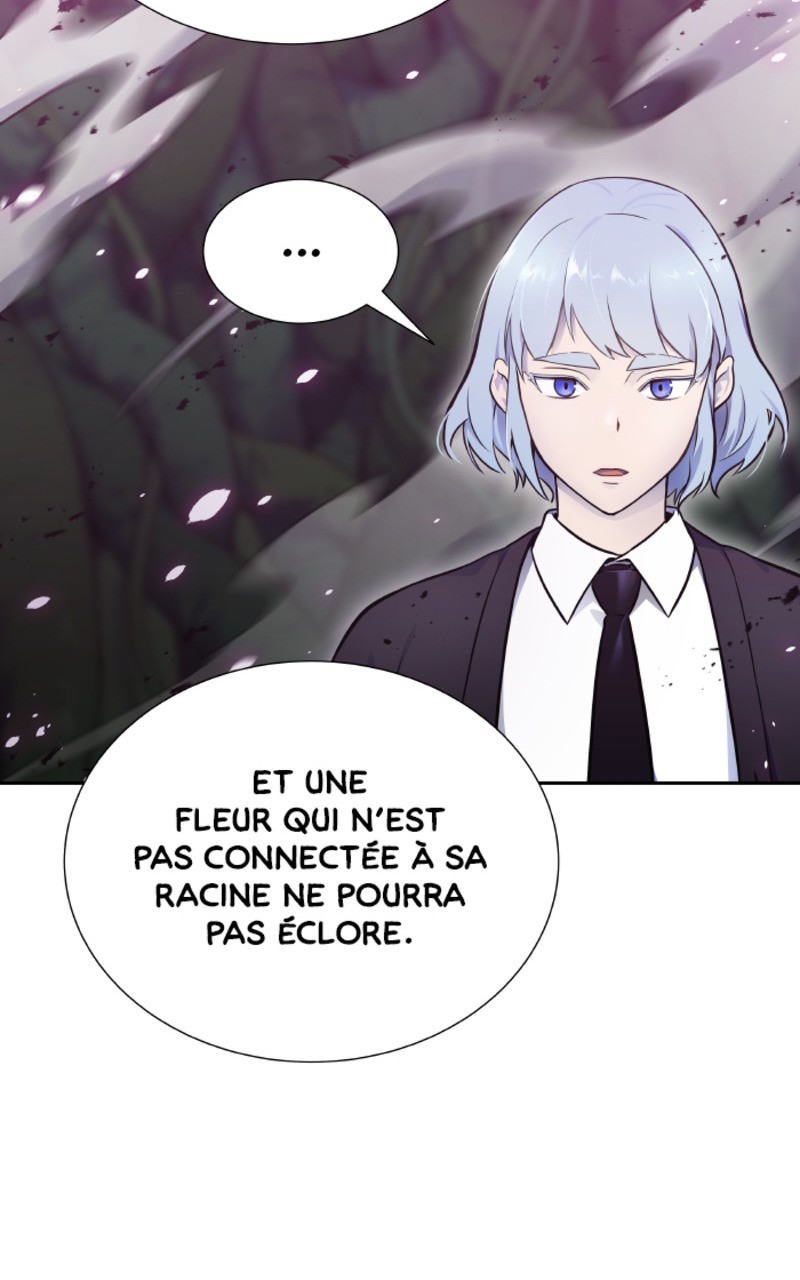 ...
ET UNE
FLEUR QUI N'EST
PAS CONNECTÉE À SA
RACINE NE POURRA
PAS ÉCLORE.